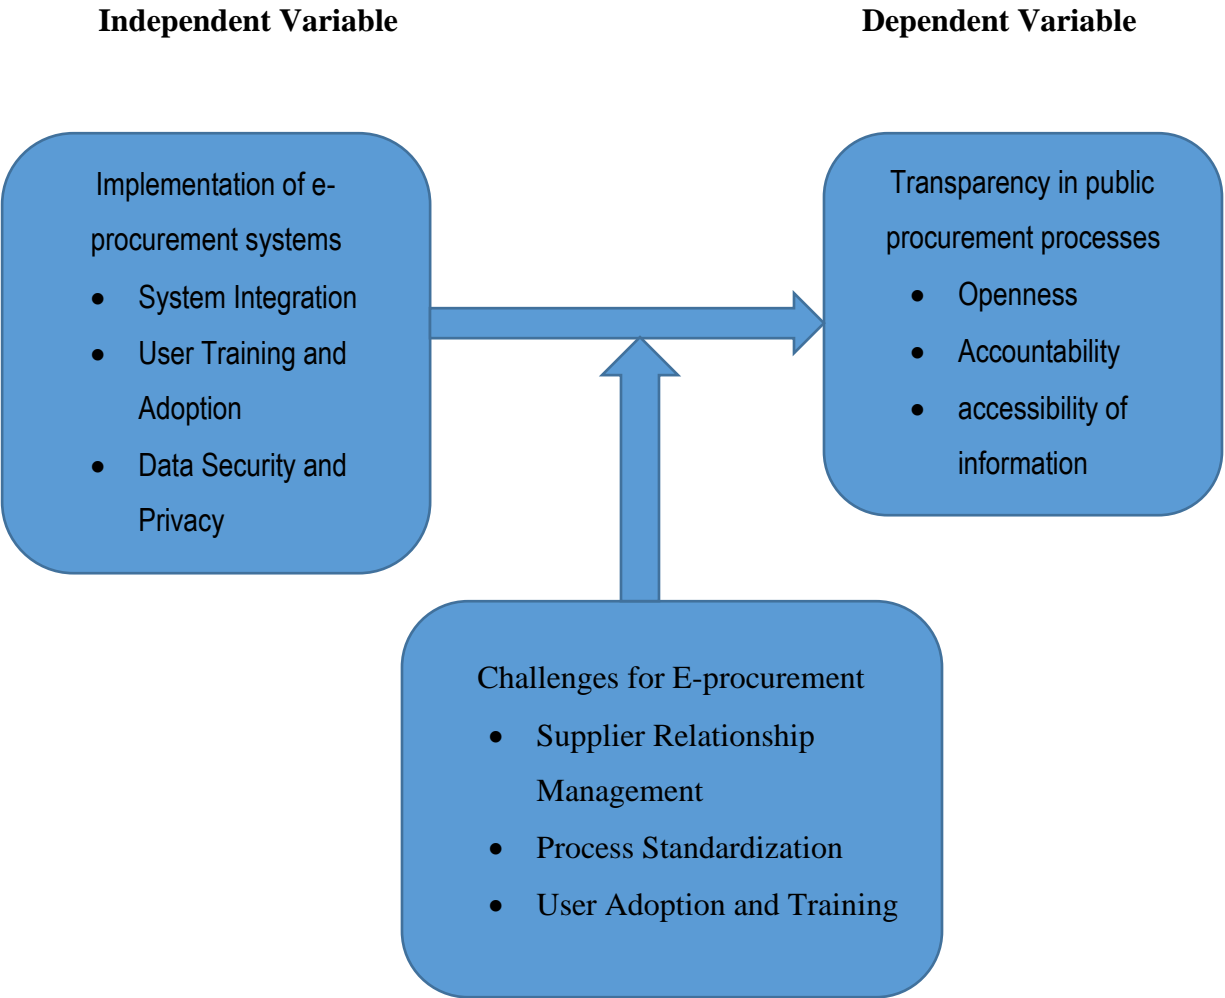 Independent Variable
Dependent Variable
Implementation of e-
procurement systems
• System Integration
• User Training and
Adoption
• Data Security and
Privacy
Transparency in public
procurement processes
• Openness
• Accountability
• accessibility of
information
Challenges for E-procurement
• Supplier Relationship
Management
• Process Standardization
• User Adoption and Training